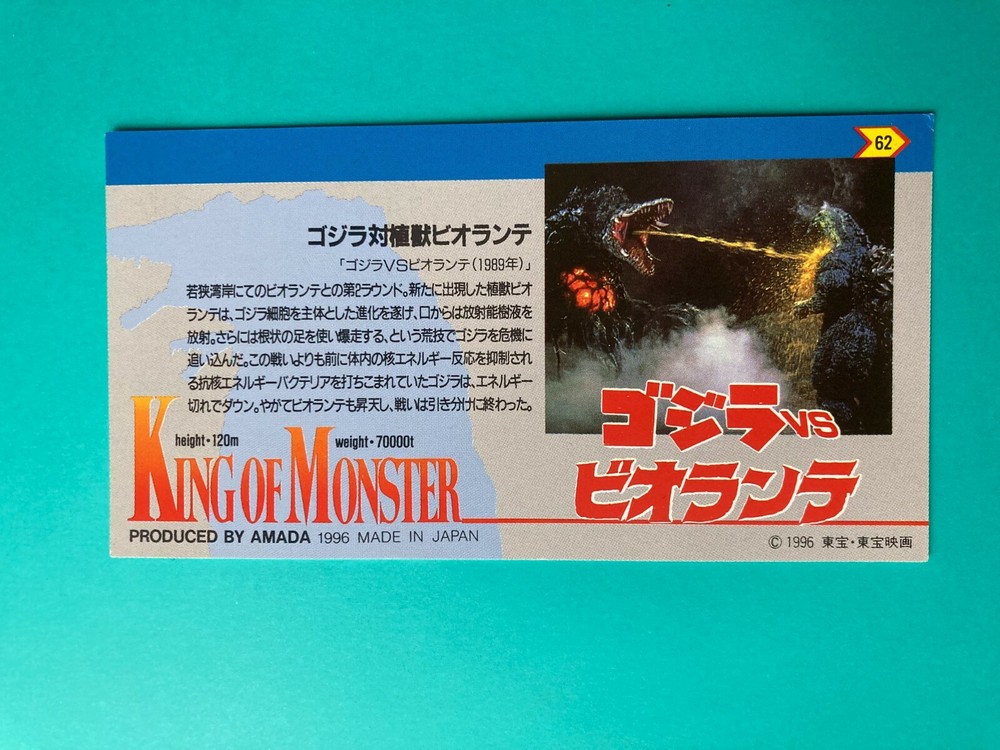 62
ゴジラ対植獣ビオランテ
「ゴジラVSビオランテ(1989年)」
若狭湾岸にてのビオランテとの第2ラウンド。新たに出現した植獣ビオ
ランテは、ゴジラ細胞を主体とした進化を遂げ、口からは放射能樹液を
放射。さらには根状の足を使い爆走する、という荒技でゴジラを危機に
追い込んだ。この戦いよりも前に体内の核エネルギー反応を抑制され
る抗核エネルギーバクテリアを打ちこまれていたゴジラは、エネルギー
切れでダウン。やがてビオランテも昇天し、戦いは引き分けに終わった。
height・120m weight・70000t
KING OF MONSTER
PRODUCED BY AMADA 1996 MADE IN JAPAN
ゴジラVS
ビオランテ
© 1996 東宝・東宝映画